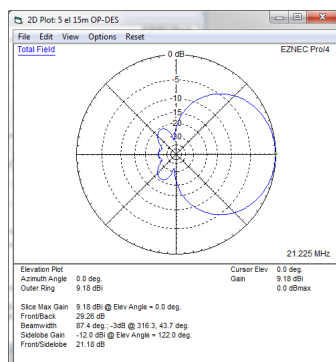 2D Plot: 5 el 15m OP-DES
File Edit View Options Reset
Total Field
EZNEC Pro/4
0 dB
-5
-10
-15
-20
-30
21.225 MHz
Elevation Plot
Azimuth Angle 0.0 deg.
Outer Ring 9.18 dBi
Cursor Elev 0.0 deg.
Gain 9.18 dBi
0.0 dBmax
Slice Max Gain 9.18 dBi @ Elev Angle = 0.0 deg.
Front/Back 29.26 dB
Beamwidth 87.4 deg.; -3dB @ 316.3, 43.7 deg.
Sidelobe Gain -12.0 dBi @ Elev Angle = 122.0 deg.
Front/Sidelobe 21.18 dB